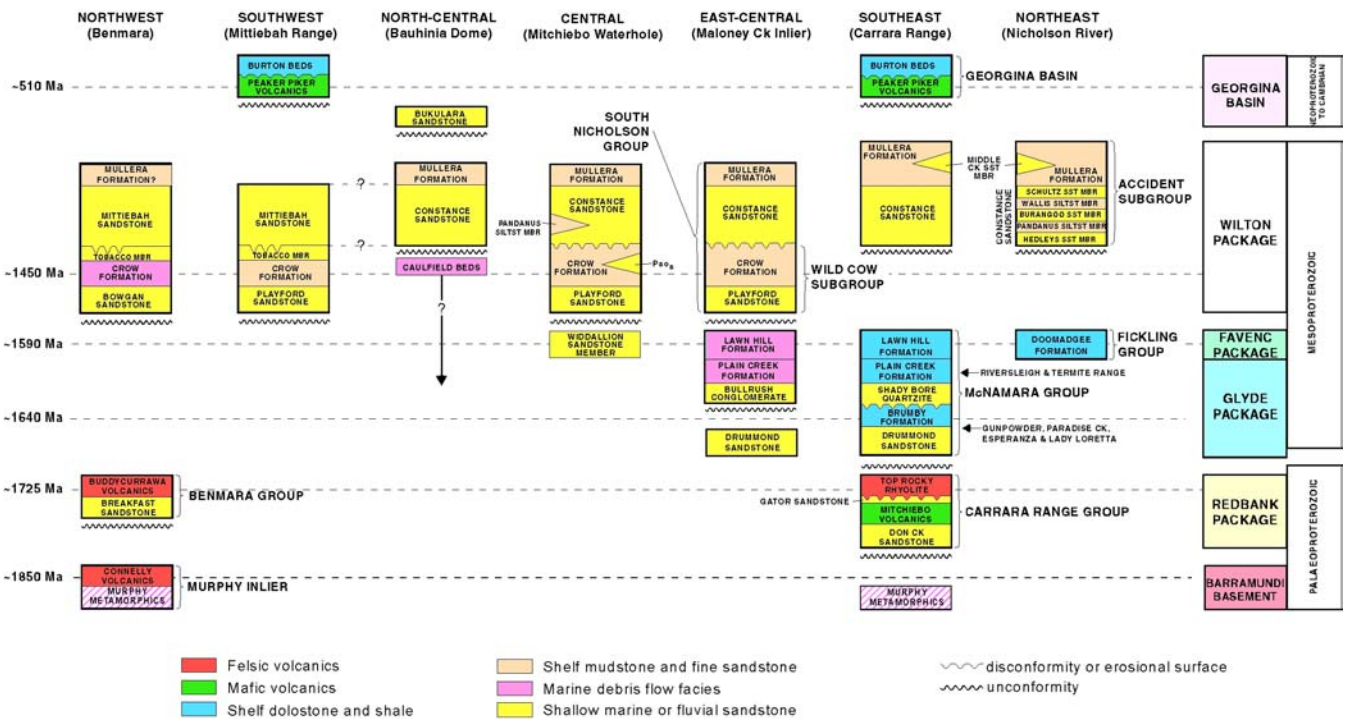 NORTHWEST
(Benmara)
SOUTHWEST
(Mittiebah Range)
NORTH-CENTRAL
(Bauhinia Dome)
CENTRAL
(Mitchiebo Waterhole)
EAST-CENTRAL
(Maloney Ck Inlier)
SOUTHEAST
(Carrara Range)
NORTHEAST
(Nicholson River)
~510 Ma
~1450 Ma
~1590 Ma
~1640 Ma
~1725 Ma
~1850 Ma
MULLERA
FORMATION?
MITTIEBAH
SANDSTONE
TOBACCO MBR
CROW
FORMATION
BOWGAN
SANDSTONE
BUDDYCURRAWA
VOLCANICS
BREAKFAST
SANDSTONE
BENMARA GROUP
CONNELLY
VOLCANICS
MURPHY
METAMORPHICS
MURPHY INLIER
BURTON BEDS
PEAKER PIKER
VOLCANICS
MITTIEBAH
SANDSTONE
TOBACCO MBR
CROW
FORMATION
PLAYFORD
SANDSTONE
?
?
BUKULARA
SANDSTONE
MULLERA
FORMATION
CONSTANCE
SANDSTONE
CAULFIELD BEDS
?
MULLERA
FORMATION
CONSTANCE
SANDSTONE
PANDANUS
SILTST MBR
CROW
FORMATION
Pso
a
PLAYFORD
SANDSTONE
WIDDALLION
SANDSTONE
MEMBER
SOUTH
NICHOLSON
GROUP
MULLERA
FORMATION
CONSTANCE
SANDSTONE
CROW
FORMATION
PLAYFORD
SANDSTONE
WILD COW
SUBGROUP
LAWN HILL
FORMATION
PLAIN CREEK
FORMATION
BULLRUSH
CONGLOMERATE
DRUMMOND
SANDSTONE
BURTON BEDS
PEAKER PIKER
VOLCANICS
GEORGINA BASIN
MULLERA
FORMATION
MIDDLE
CK SST
MBR
CONSTANCE
SANDSTONE
LAWN HILL
FORMATION
PLAIN CREEK
FORMATION
RIVERSLEIGH & TERMITE RANGE
SHADY BORE
QUARTZITE
McNAMARA GROUP
BRUMBY
FORMATION
GUNPOWDER, PARADISE CK,
ESPERANZA & LADY LORETTA
DRUMMOND
SANDSTONE
TOP ROCKY
RHYOLITE
GATOR SANDSTONE
MITCHIEBO
VOLCANICS
CARRARA RANGE GROUP
DON CK
SANDSTONE
MURPHY
METAMORPHICS
MULLERA
FORMATION
CONSTANCE
SANDSTONE
SCHULTZ SST MBR
WALLIS SILTST MBR
BURANGOO SST MBR
PANDANUS SILTST MBR
HEDLEYS SST MBR
ACCIDENT
SUBGROUP
DOOMADGEE
FORMATION
FICKLING
GROUP
GEORGINA
BASIN
WILTON
PACKAGE
FAVENC
PACKAGE
GLYDE
PACKAGE
REDBANK
PACKAGE
BARRAMUNDI
BASEMENT
NEOPROTEROZOIC
TO CAMBRIAN
MESOPROTEROZOIC
PALAEOPROTEROZOIC
Felsic volcanics
Mafic volcanics
Shelf dolostone and shale
Shelf mudstone and fine sandstone
Marine debris flow facies
Shallow marine or fluvial sandstone
disconformity or erosional surface
unconformity